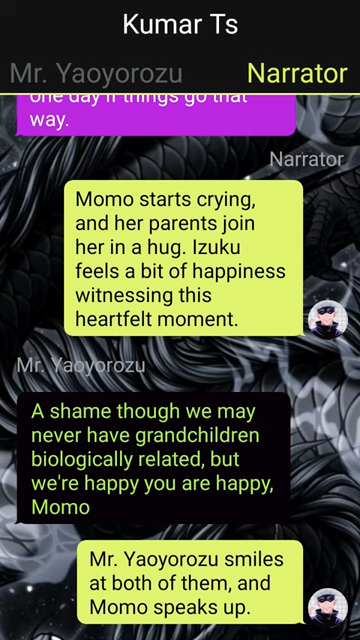 Kumar Ts
Mr. Yaoyorozu
Narrator
one day if things go that
way.
Narrator
Momo starts crying,
and her parents join
her in a hug. Izuku
feels a bit of happiness
witnessing this
heartfelt moment.
Mr. Yaoyorozu
A shame though we may
never have grandchildren
biologically related, but
we're happy you are happy,
Momo
Mr. Yaoyorozu smiles
at both of them, and
Momo speaks up.